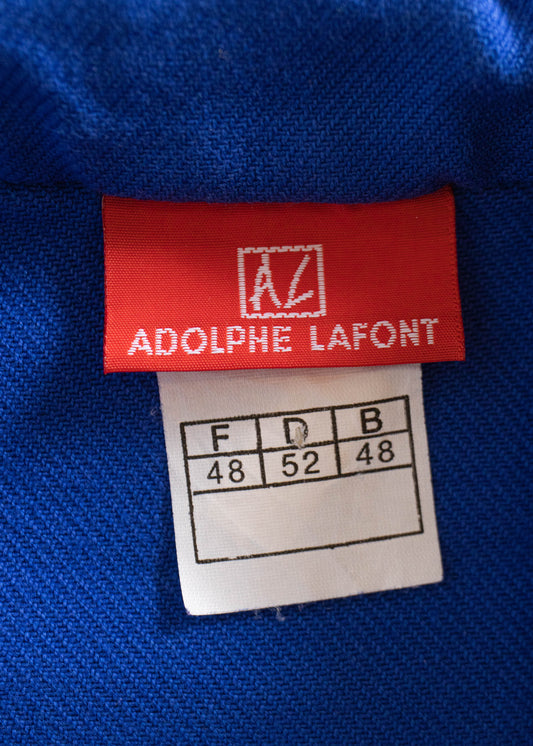 AL
ADOLPHE LAFONT
F D B
48 52 48